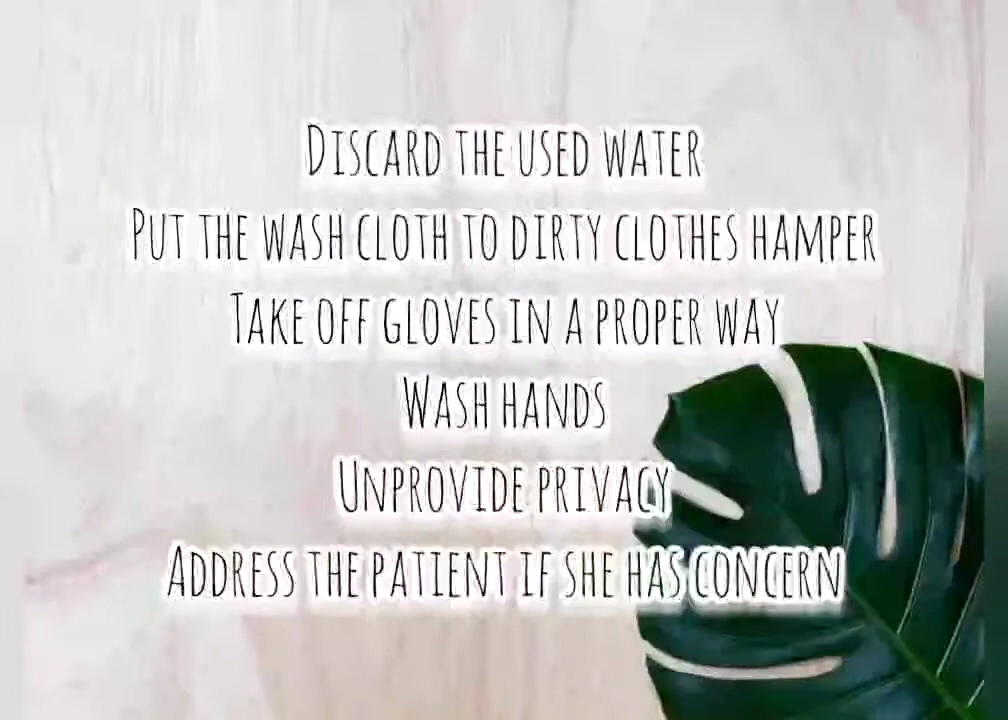 Discard the used water
Put the wash cloth to dirty clothes hamper
Take off gloves in a proper way
Wash hands
Unprovide privacy
Address the patient if she has concern